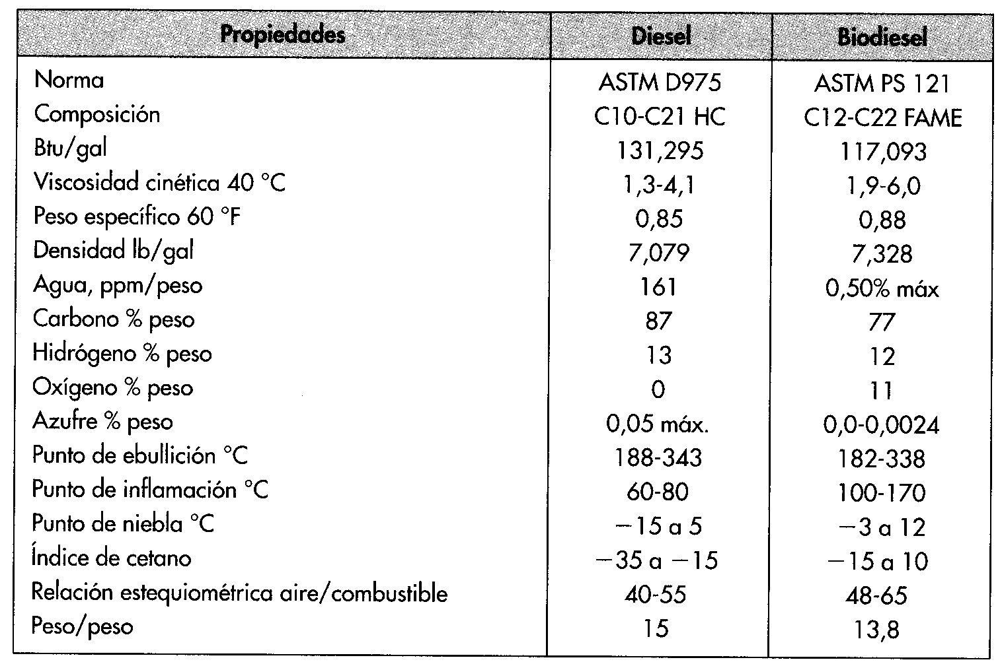 Propiedades Diesel Biodiesel
Norma ASTM D975 ASTM PS 121
Composición C10-C21 HC C12-C22 FAME
Btu/gal 131,295 117,093
Viscosidad cinética 40 °C 1,3-4,1 1,9-6,0
Peso específico 60 °F 0,85 0,88
Densidad lb/gal 7,079 7,328
Agua, ppm/peso 161 0,50% máx
Carbono % peso 87 77
Hidrógeno % peso 13 12
Oxígeno % peso 0 11
Azufre % peso 0,05 máx. 0,0-0,0024
Punto de ebullición °C 188-343 182-338
Punto de inflamación °C 60-80 100-170
Punto de niebla °C −15 a 5 −3 a 12
Índice de cetano −35 a −15 −15 a 10
Relación estequiométrica aire/combustible 40-55 48-65
Peso/peso 15 13,8